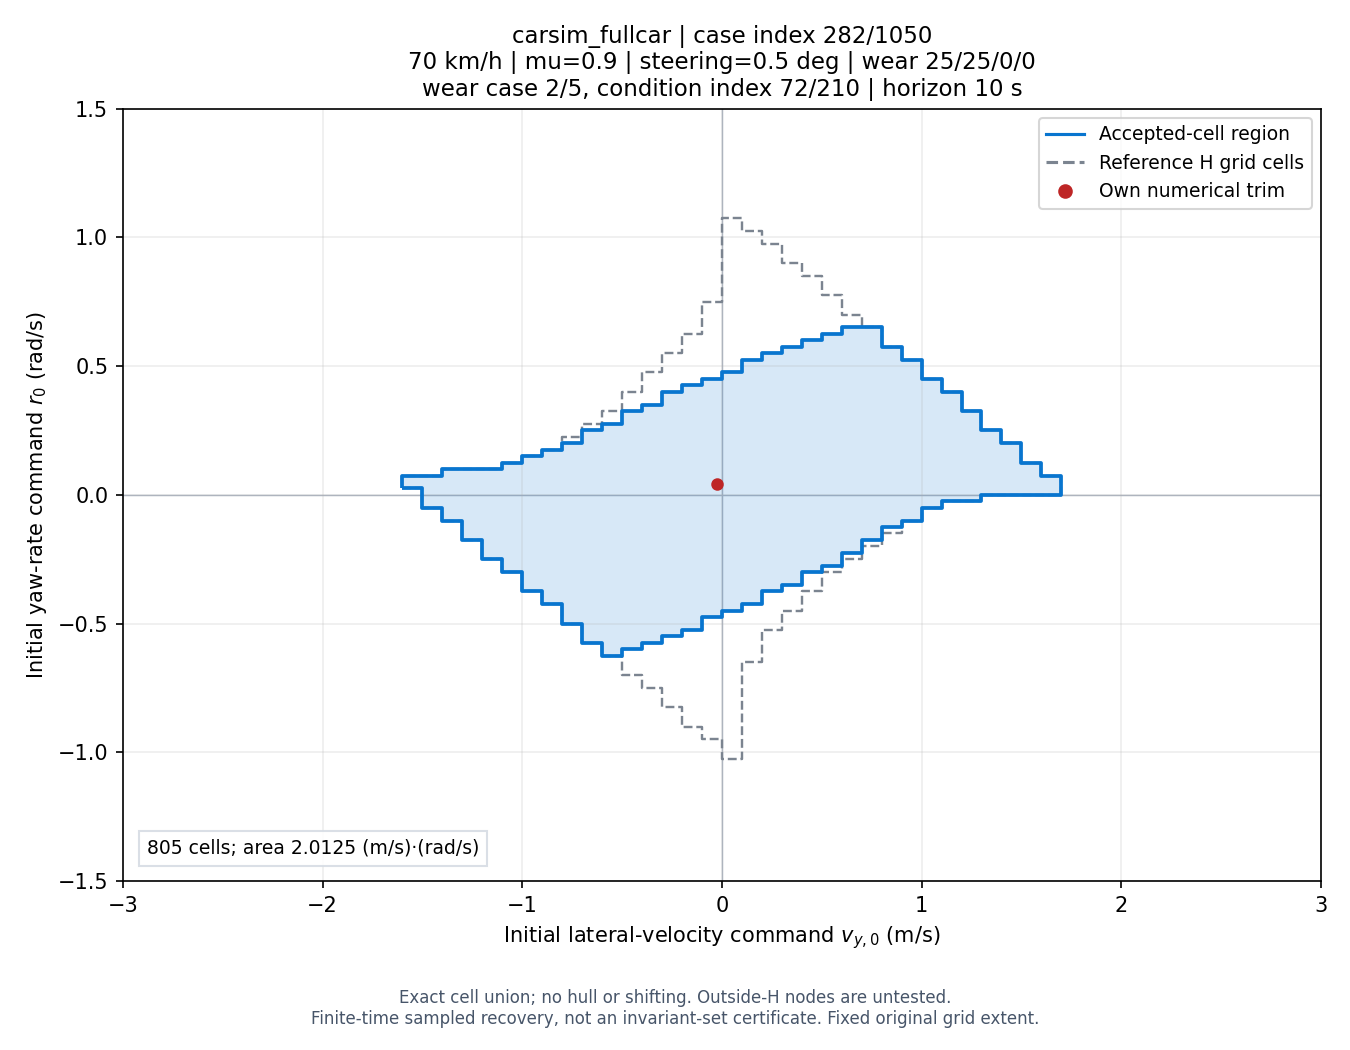 carsim_fullcar | case index 282/1050
70 km/h | mu=0.9 | steering=0.5 deg | wear 25/25/0/0
wear case 2/5, condition index 72/210 | horizon 10 s
Accepted-cell region
Reference H grid cells
Own numerical trim
1.5
1.0
0.5
0.0
−0.5
−1.0
−1.5
Initial yaw-rate command r0 (rad/s)
805 cells; area 2.0125 (m/s)·(rad/s)
−3
−2
−1
0
1
2
3
Initial lateral-velocity command vy,0 (m/s)
Exact cell union; no hull or shifting. Outside-H nodes are untested.
Finite-time sampled recovery, not an invariant-set certificate. Fixed original grid extent.